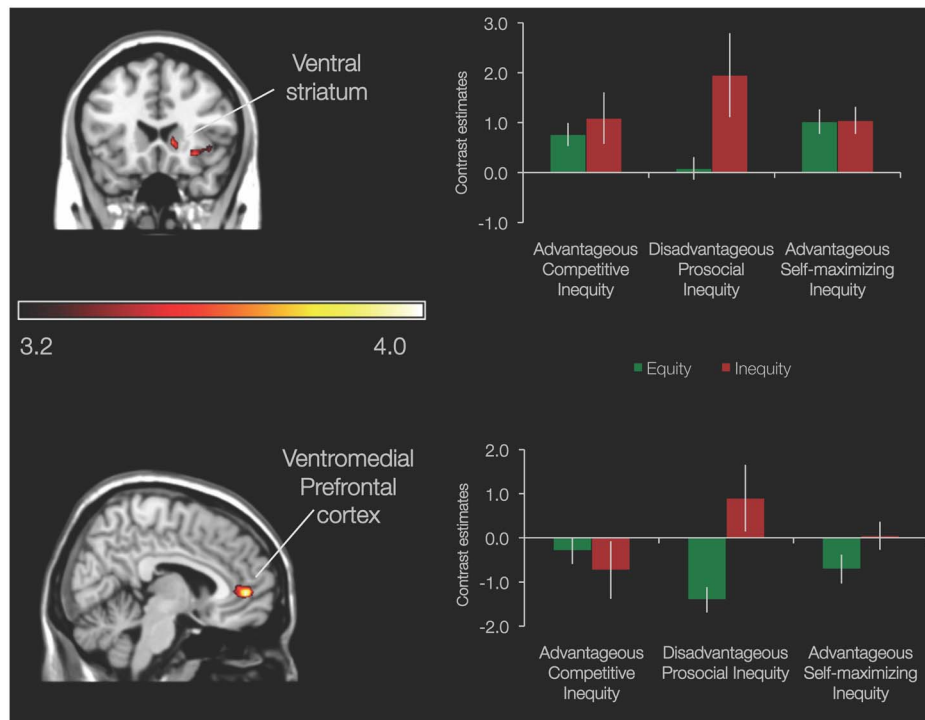 Ventral
striatum
Contrast estimates
3.0
2.0
1.0
0.0
-1.0
Advantageous
Competitive
Inequity
Disadvantageous
Prosocial
Inequity
Advantageous
Self-maximizing
Inequity
3.2
4.0
Equity
Inequity
Ventromedial
Prefrontal
cortex
Contrast estimates
2.0
1.0
0.0
-1.0
-2.0
Advantageous
Competitive
Inequity
Disadvantageous
Prosocial Inequity
Advantageous
Self-maximizing
Inequity